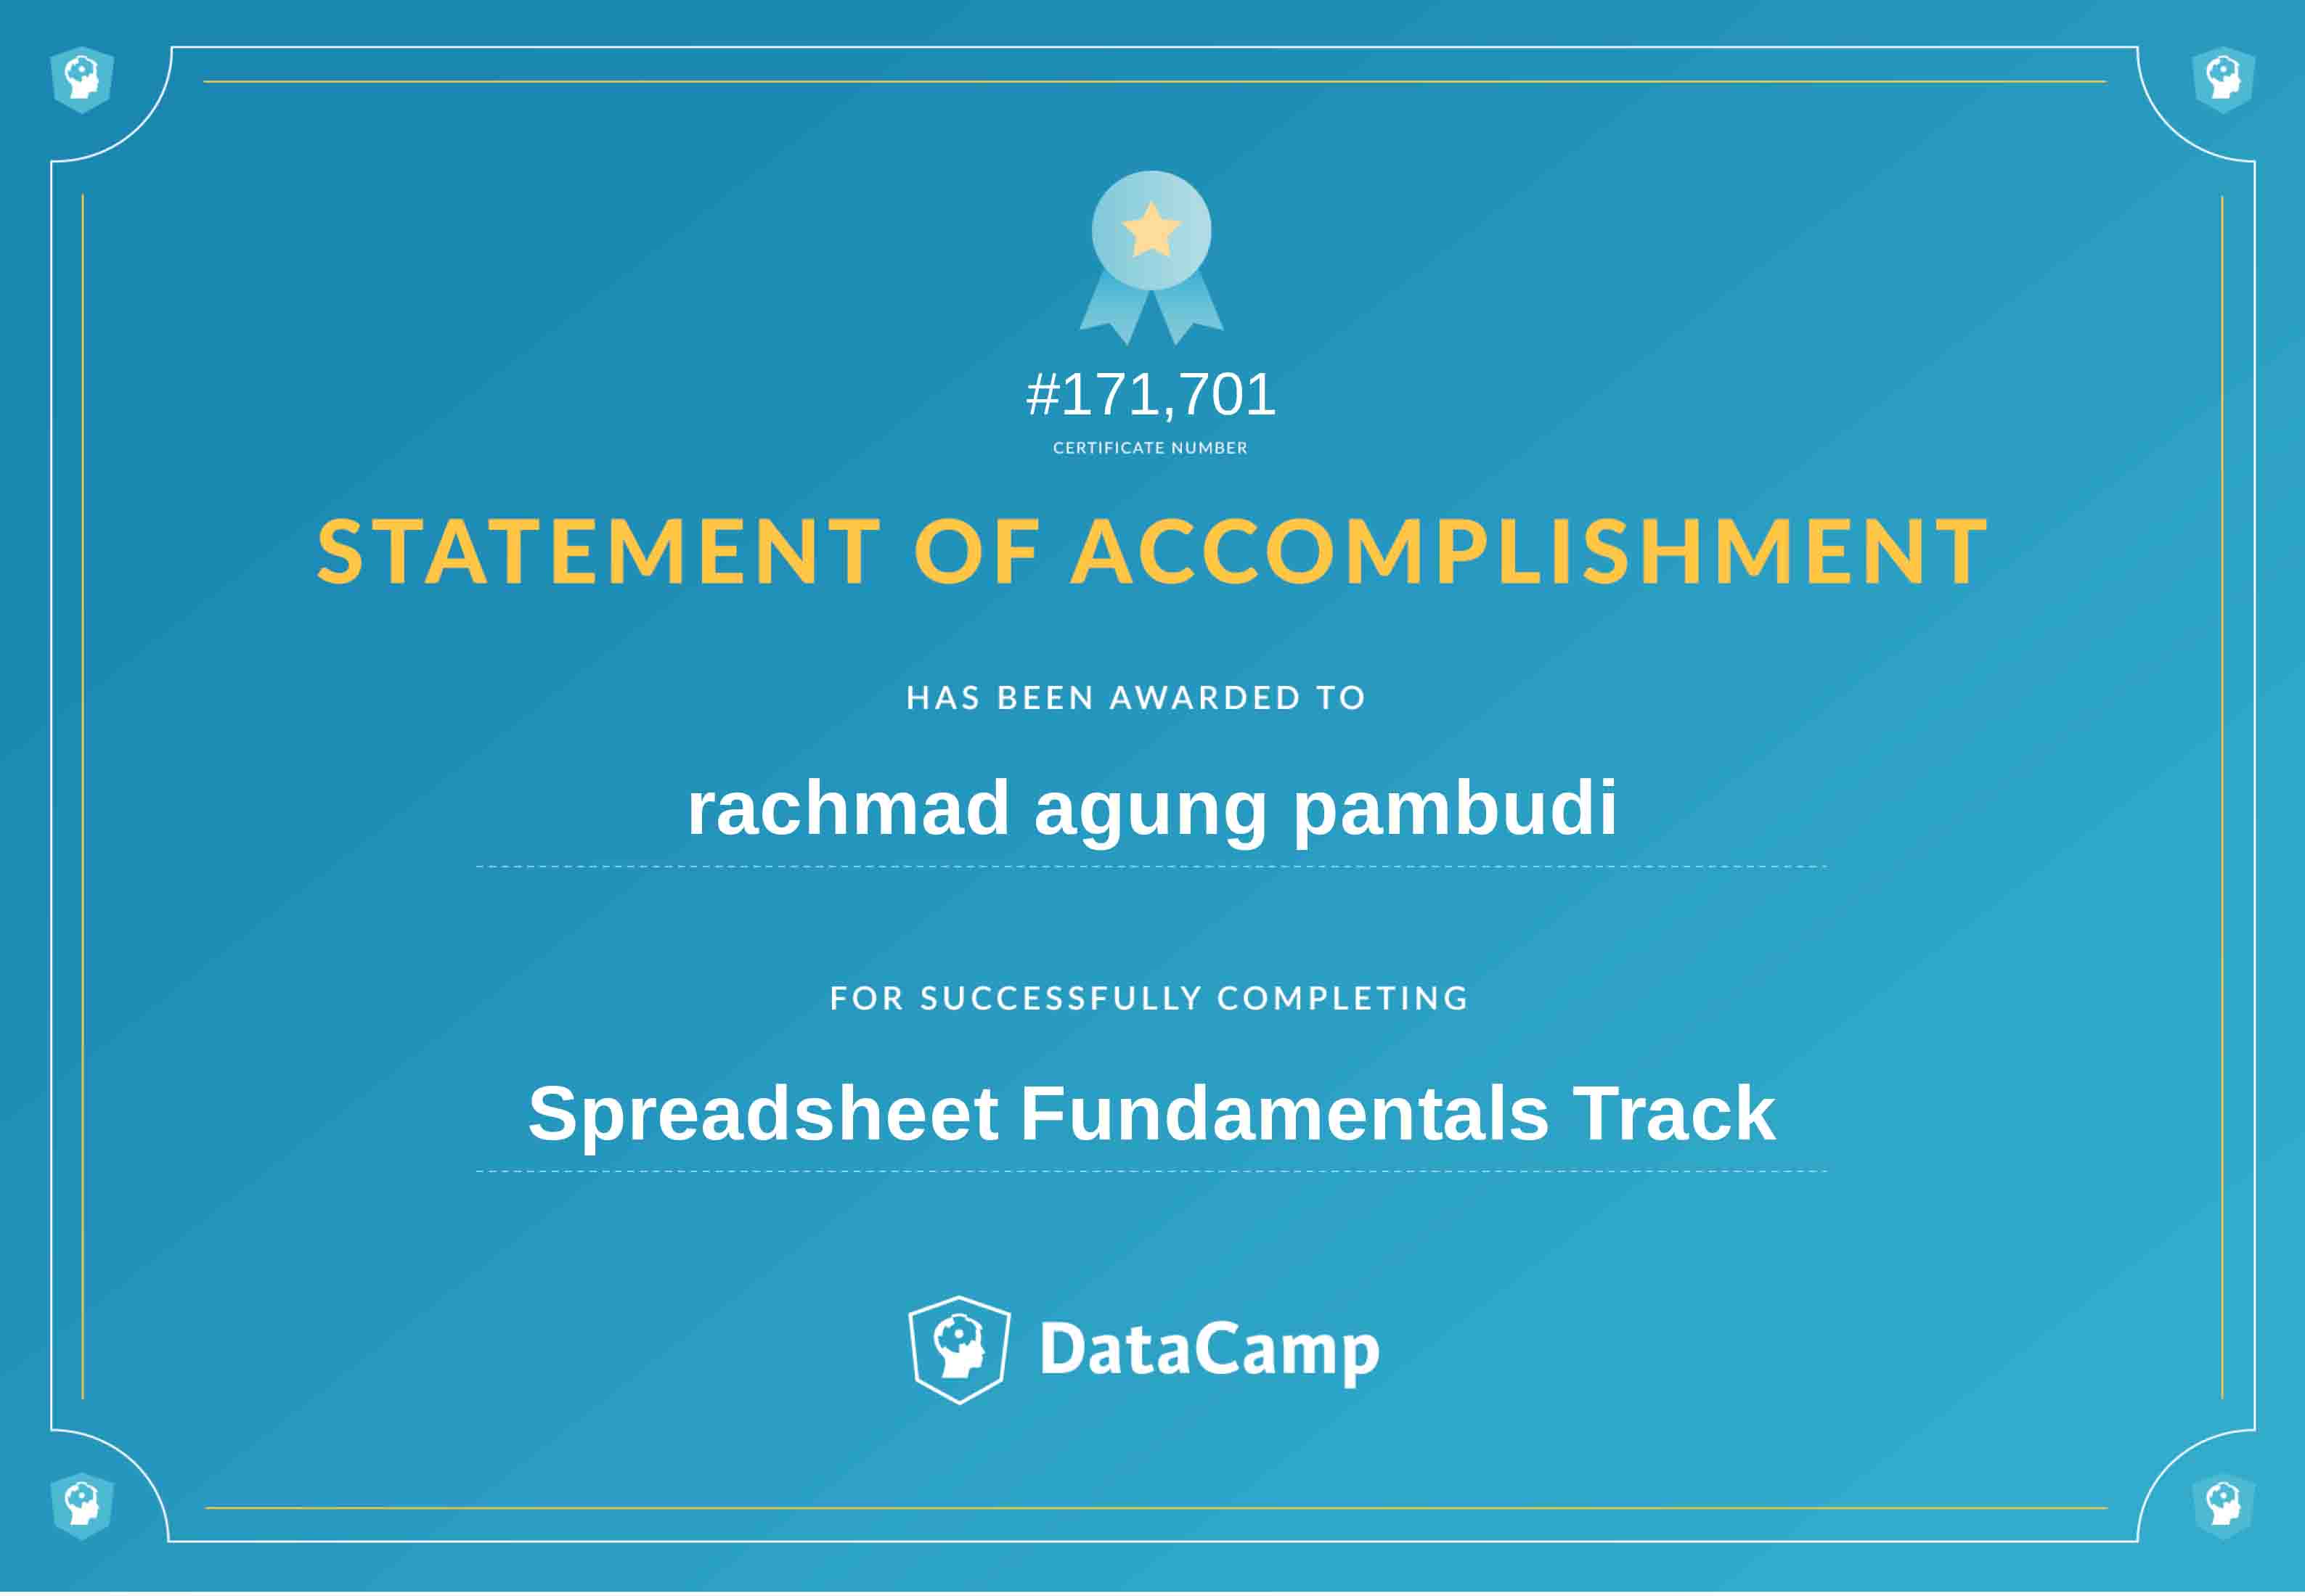 #171,701
CERTIFICATE NUMBER
STATEMENT OF ACCOMPLISHMENT
HAS BEEN AWARDED TO
rachmad agung pambudi
FOR SUCCESSFULLY COMPLETING
Spreadsheet Fundamentals Track
DataCamp